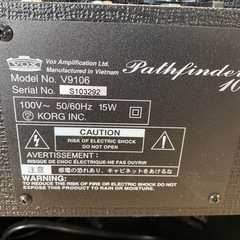 VOX
Vox Amplification Ltd.
Manufactured in Vietnam
Pathfinder
10
Model No. V9106
Serial No. S103292
100V~ 50/60Hz 15W
KORG INC.
CAUTION
RISK OF ELECTRIC SHOCK
DO NOT OPEN
AVERTISSEMENT:
RISQUE DE CHOC ÉLECTRIQUE-NE PAS OUVRIR
注意: 感電の恐れあり、キャビネットをあけるな
WARNING: TO REDUCE THE RISK OF FIRE OR ELECTRIC
SHOCK DO NOT EXPOSE THIS
PRODUCT TO RAIN OR MOISTURE.